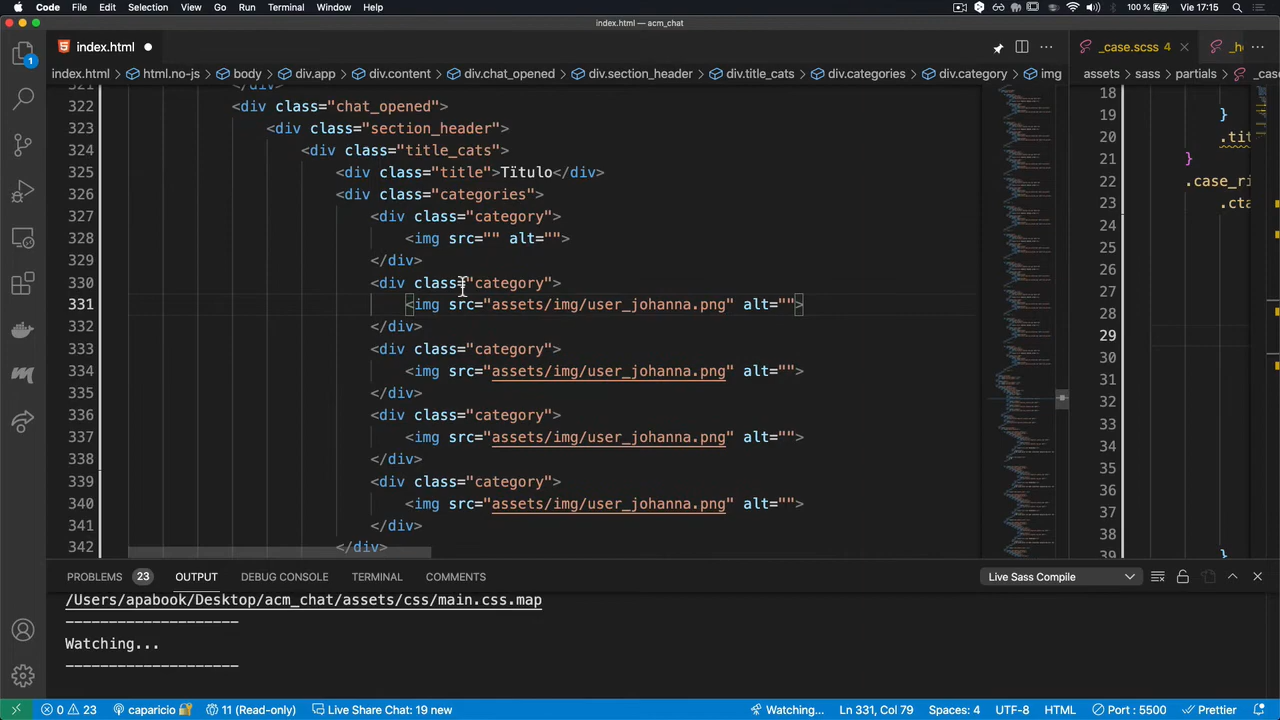 Code File Edit Selection View Go Run Terminal Window Help 100 % Vie 17:15
index.html — acm_chat
index.html _case.scss 4
index.html > html.no-js > body > div.app > div.content > div.chat_opened > div.section_header > div.title_cats > div.categories > div.category > img assets > sass > partials >
321 </div>
322 <div class="chat_opened">
323 <div class="section_header">
324 <div class="title_cats">
325 <div class="title">Título</div>
326 <div class="categories">
327 <div class="category">
328 <img src="" alt="">
329 </div>
330 <div class="category">
331 <img src="assets/img/user_johanna.png" alt="">
332 </div>
333 <div class="category">
334 <img src="assets/img/user_johanna.png" alt="">
335 </div>
336 <div class="category">
337 <img src="assets/img/user_johanna.png" alt="">
338 </div>
339 <div class="category">
340 <img src="assets/img/user_johanna.png" alt="">
341 </div>
342 </div>
18
19 }
20 .tit
21 }
22 .case_ri
23 .cta
24
25
26
27
28
29
30
31
32
34
35
36
37
38
39 }
PROBLEMS 23 OUTPUT DEBUG CONSOLE TERMINAL COMMENTS Live Sass Compile
/Users/apabook/Desktop/acm_chat/assets/css/main.css.map
--------------------
Watching...
--------------------
0 23 caparicio 11 (Read-only) Live Share Chat: 19 new Watching... Ln 331, Col 79 Spaces: 4 UTF-8 HTML Port : 5500 Prettier